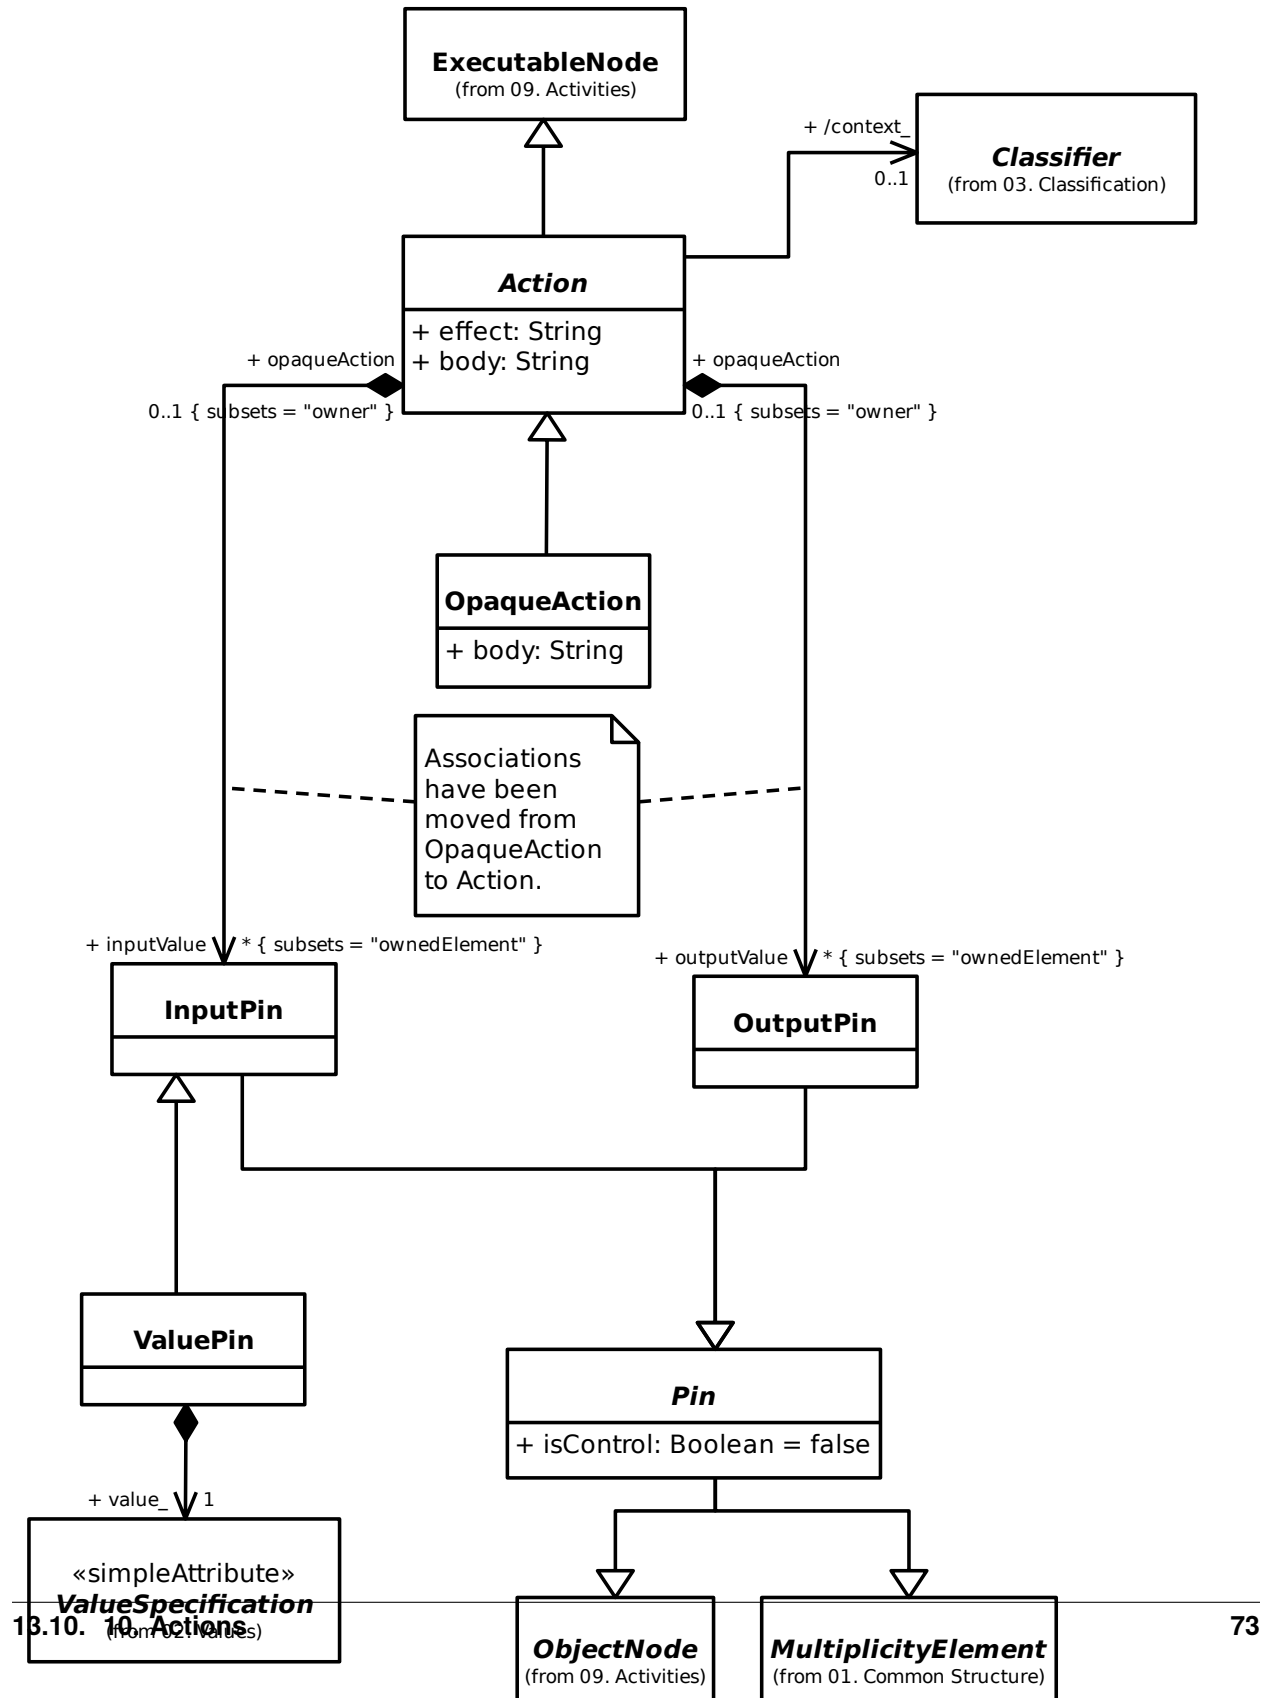 ExecutableNode
(from 09. Activities)
+ /context_
0..1
Classifier
(from 03. Classification)
Action
+ effect: String
+ body: String
+ opaqueAction
0..1 { subsets = "owner" }
+ opaqueAction
0..1 { subsets = "owner" }
OpaqueAction
+ body: String
Associations
have been
moved from
OpaqueAction
to Action.
+ inputValue
* { subsets = "ownedElement" }
+ outputValue
* { subsets = "ownedElement" }
InputPin
OutputPin
ValuePin
Pin
+ isControl: Boolean = false
+ value_
1
«simpleAttribute»
ValueSpecification
(from 02. Values)
ObjectNode
(from 09. Activities)
MultiplicityElement
(from 01. Common Structure)
13.10. 10. Actions
73